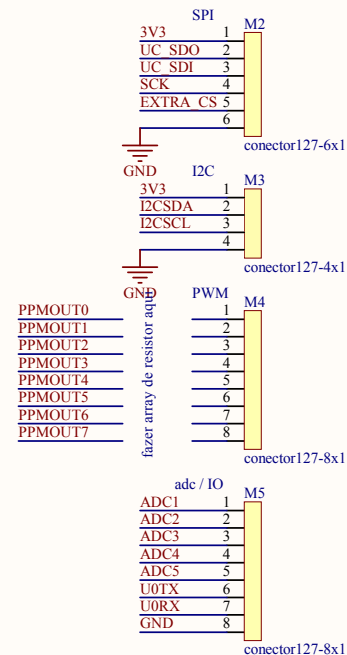 SPI
M2
3V3 1
UC_SDO 2
UC_SDI 3
SCK 4
EXTRA_CS 5
6
conector127-6x1
GND
I2C
M3
3V3 1
I2CSDA 2
I2CSCL 3
4
conector127-4x1
GND
PWM
M4
PPMOUT0 1
PPMOUT1 2
PPMOUT2 3
PPMOUT3 4
PPMOUT4 5
PPMOUT5 6
PPMOUT6 7
PPMOUT7 8
fazer array de resistor aqui
conector127-8x1
adc / IO
M5
ADC1 1
ADC2 2
ADC3 3
ADC4 4
ADC5 5
U0TX 6
U0RX 7
GND 8
conector127-8x1